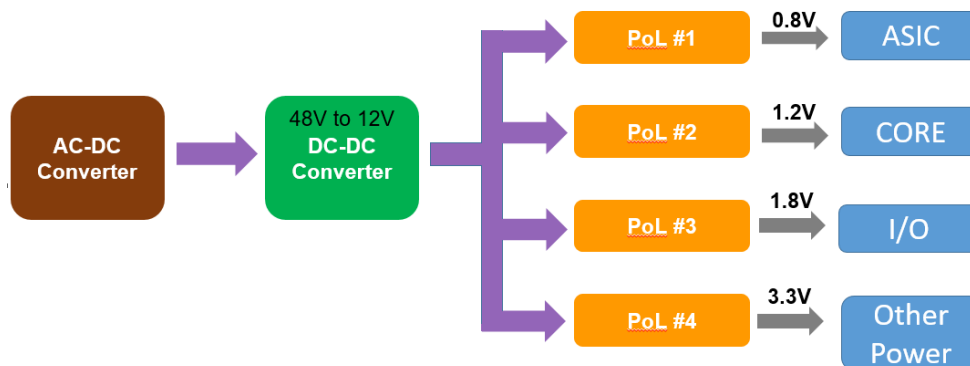 AC-DC
Converter
48V to 12V
DC-DC
Converter
PoL #1
0.8V
ASIC
PoL #2
1.2V
CORE
PoL #3
1.8V
I/O
PoL #4
3.3V
Other
Power